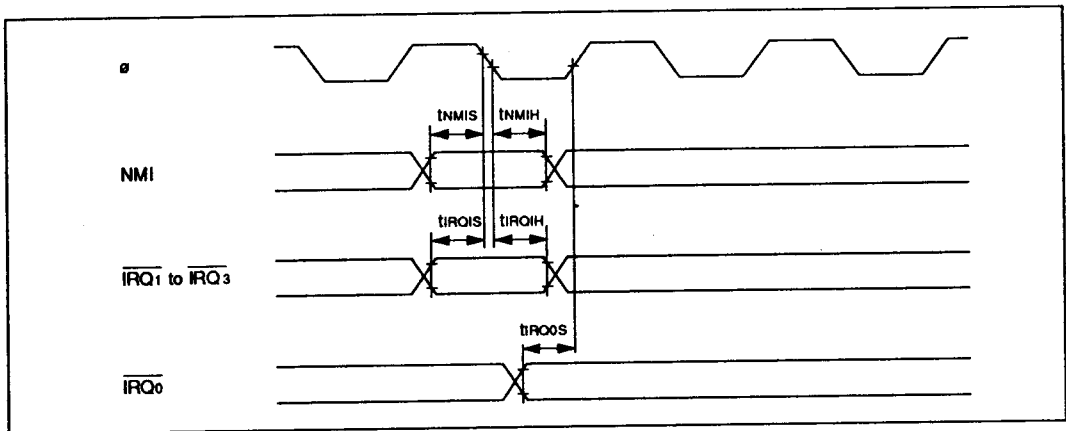 ø
tNMIS tNMIH
NMI
tIRQIS tIRQIH
IRQ1 to IRQ3
tIRQ0S
IRQ0